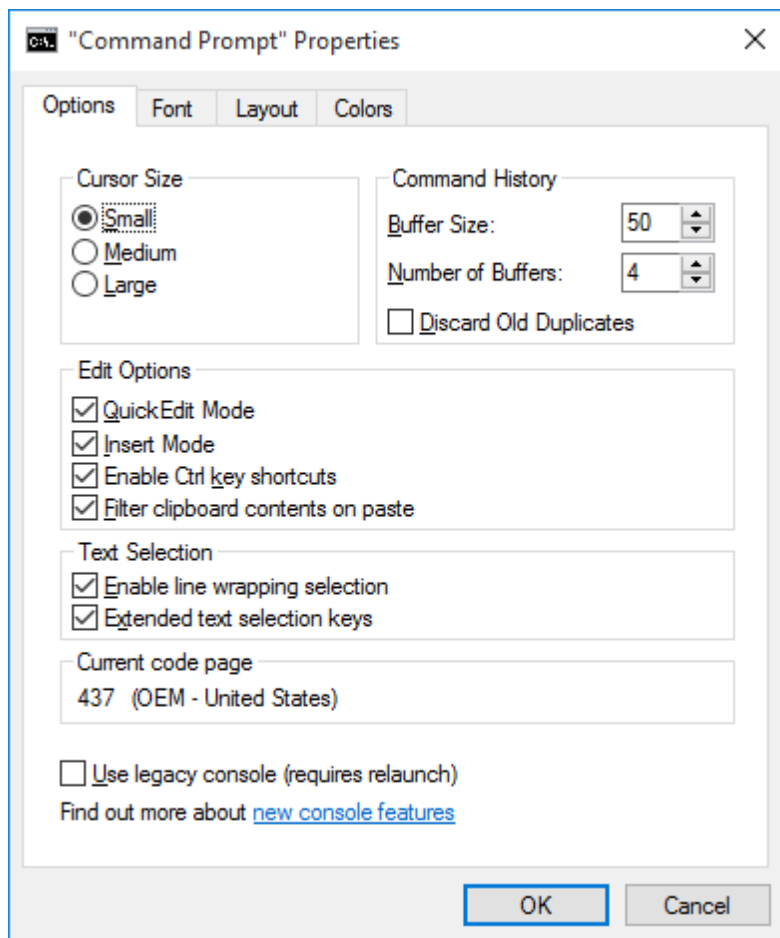 "Command Prompt" Properties
Options Font Layout Colors
Cursor Size
Small
Medium
Large
Command History
Buffer Size: 50
Number of Buffers: 4
Discard Old Duplicates
Edit Options
QuickEdit Mode
Insert Mode
Enable Ctrl key shortcuts
Filter clipboard contents on paste
Text Selection
Enable line wrapping selection
Extended text selection keys
Current code page
437 (OEM - United States)
Use legacy console (requires relaunch)
Find out more about new console features
OK Cancel